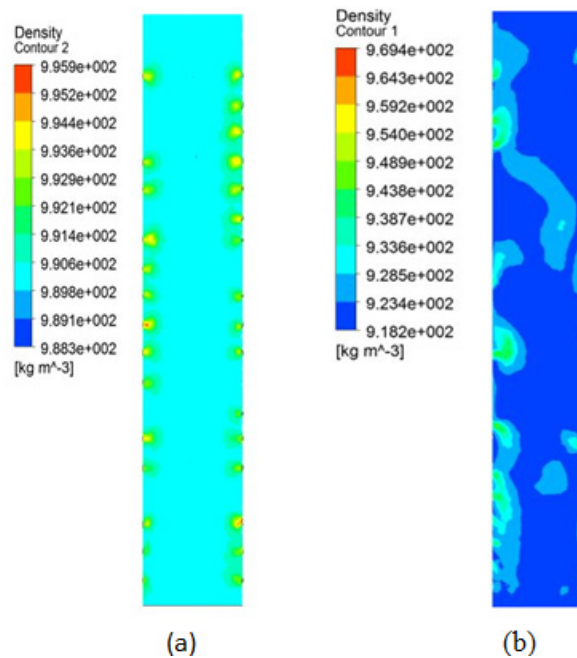 Density
Contour 2
9.959e+002
9.952e+002
9.944e+002
9.936e+002
9.929e+002
9.921e+002
9.914e+002
9.906e+002
9.898e+002
9.891e+002
9.883e+002
[kg m^-3]
(a)
Density
Contour 1
9.694e+002
9.643e+002
9.592e+002
9.540e+002
9.489e+002
9.438e+002
9.387e+002
9.336e+002
9.285e+002
9.234e+002
9.182e+002
[kg m^-3]
(b)